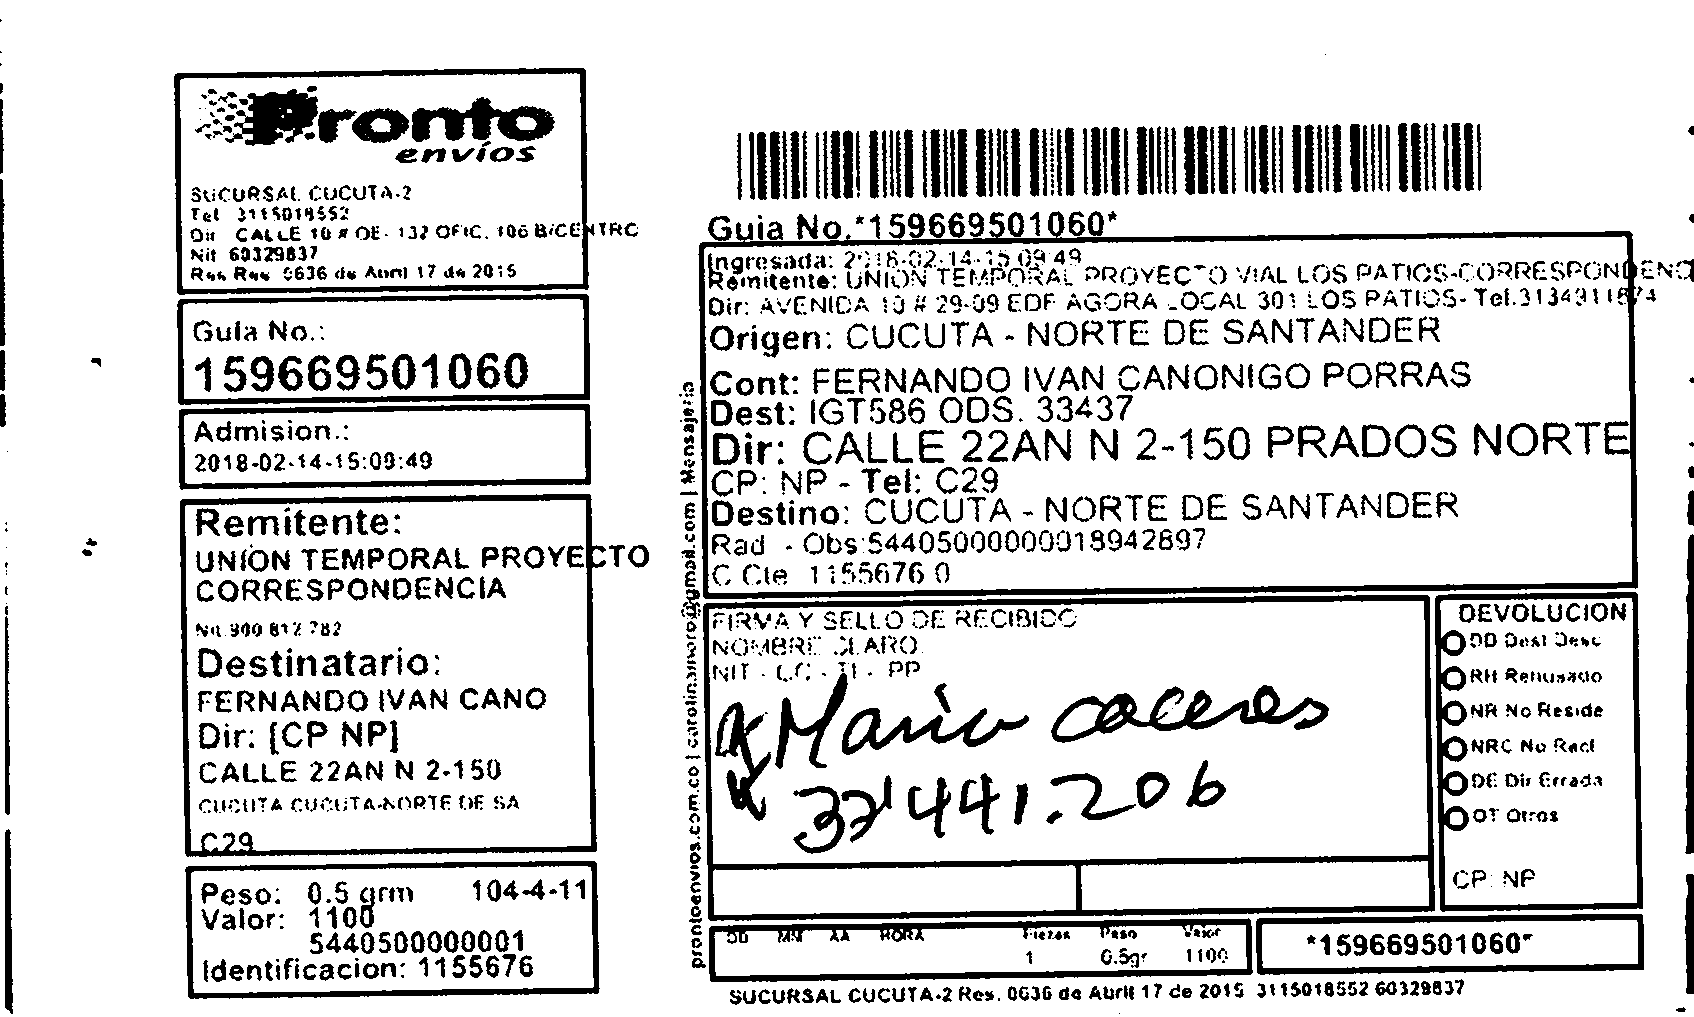 Pronto
envíos
SUCURSAL CUCUTA-2
Tel 3115018552
Dir CALLE 10 # OE- 132 OFIC. 106 B/CENTRO
Nit 60329837
Res Res 0636 de Abril 17 de 2015
Guia No.:
159669501060
Admision.:
2018-02-14-15:09:49
Remitente:
UNION TEMPORAL PROYECTO
CORRESPONDENCIA
Nit 900 812 782
Destinatario:
FERNANDO IVAN CANO
Dir: [CP NP]
CALLE 22AN N 2-150
CUCUTA CUCUTA-NORTE DE SA
C29
Peso: 0.5 grm 104-4-11
Valor: 1100
5440500000001
Identificacion: 1155676
prontoenvios.com.co | @gmail.com | Mensajeria
Guia No.*159669501060*
Ingresada: 2018-02-14-15:09:49
Remitente: UNION TEMPORAL PROYECTO VIAL LOS PATIOS-CORRESPONDENC
Dir: AVENIDA 10 # 29-09 EDF AGORA LOCAL 301 LOS PATIOS- Tel.
Origen: CUCUTA - NORTE DE SANTANDER
Cont: FERNANDO IVAN CANONIGO PORRAS
Dest: IGT586 ODS. 33437
Dir: CALLE 22AN N 2-150 PRADOS NORTE
CP: NP - Tel: C29
Destino: CUCUTA - NORTE DE SANTANDER
Rad - Obs:54405000000018942897
C Cte 1155676 0
FIRMA Y SELLO DE RECIBIDO
NOMBRE CLARO
NIT - CC - TI - PP
Maria caceres
37'441.206
DEVOLUCION
DD Dest Desc
RH Rehusado
NR No Reside
NRC No Recl
DE Dir Errada
OT Otros
CP: NP
DD MM AA HORA Piezas Peso Valor
1 0.5gr 1100
*159669501060*
SUCURSAL CUCUTA-2 Res. 0636 de Abril 17 de 2015 3115018552 60329837